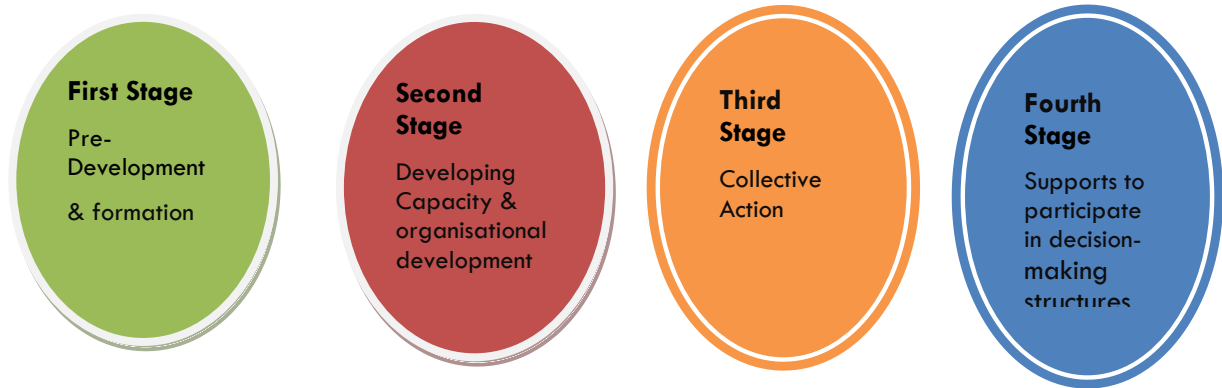 First Stage
Pre-
Development
& formation
Second
Stage
Developing
Capacity &
organisational
development
Third
Stage
Collective
Action
Fourth
Stage
Supports to
participate
in decision-
making
structures